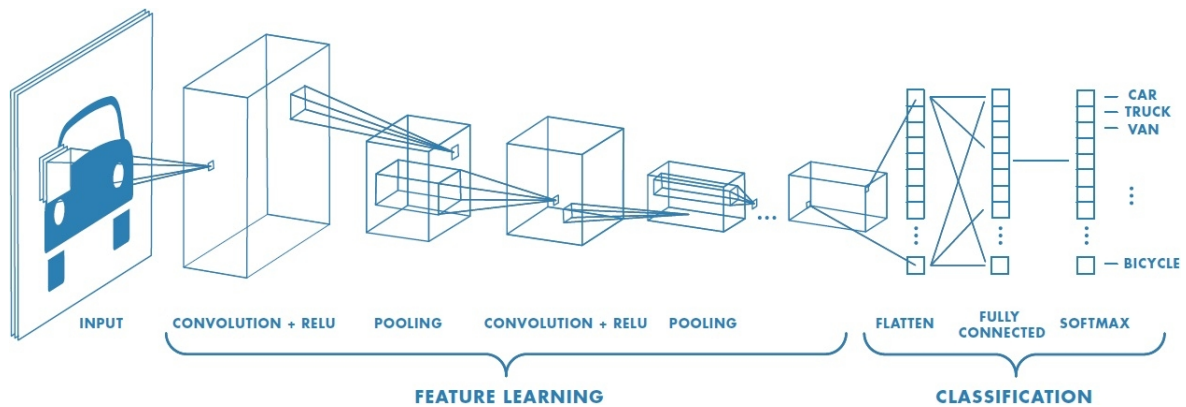 CAR
TRUCK
VAN
BICYCLE
INPUT
CONVOLUTION + RELU
POOLING
CONVOLUTION + RELU
POOLING
FLATTEN
FULLY
CONNECTED
SOFTMAX
FEATURE LEARNING
CLASSIFICATION